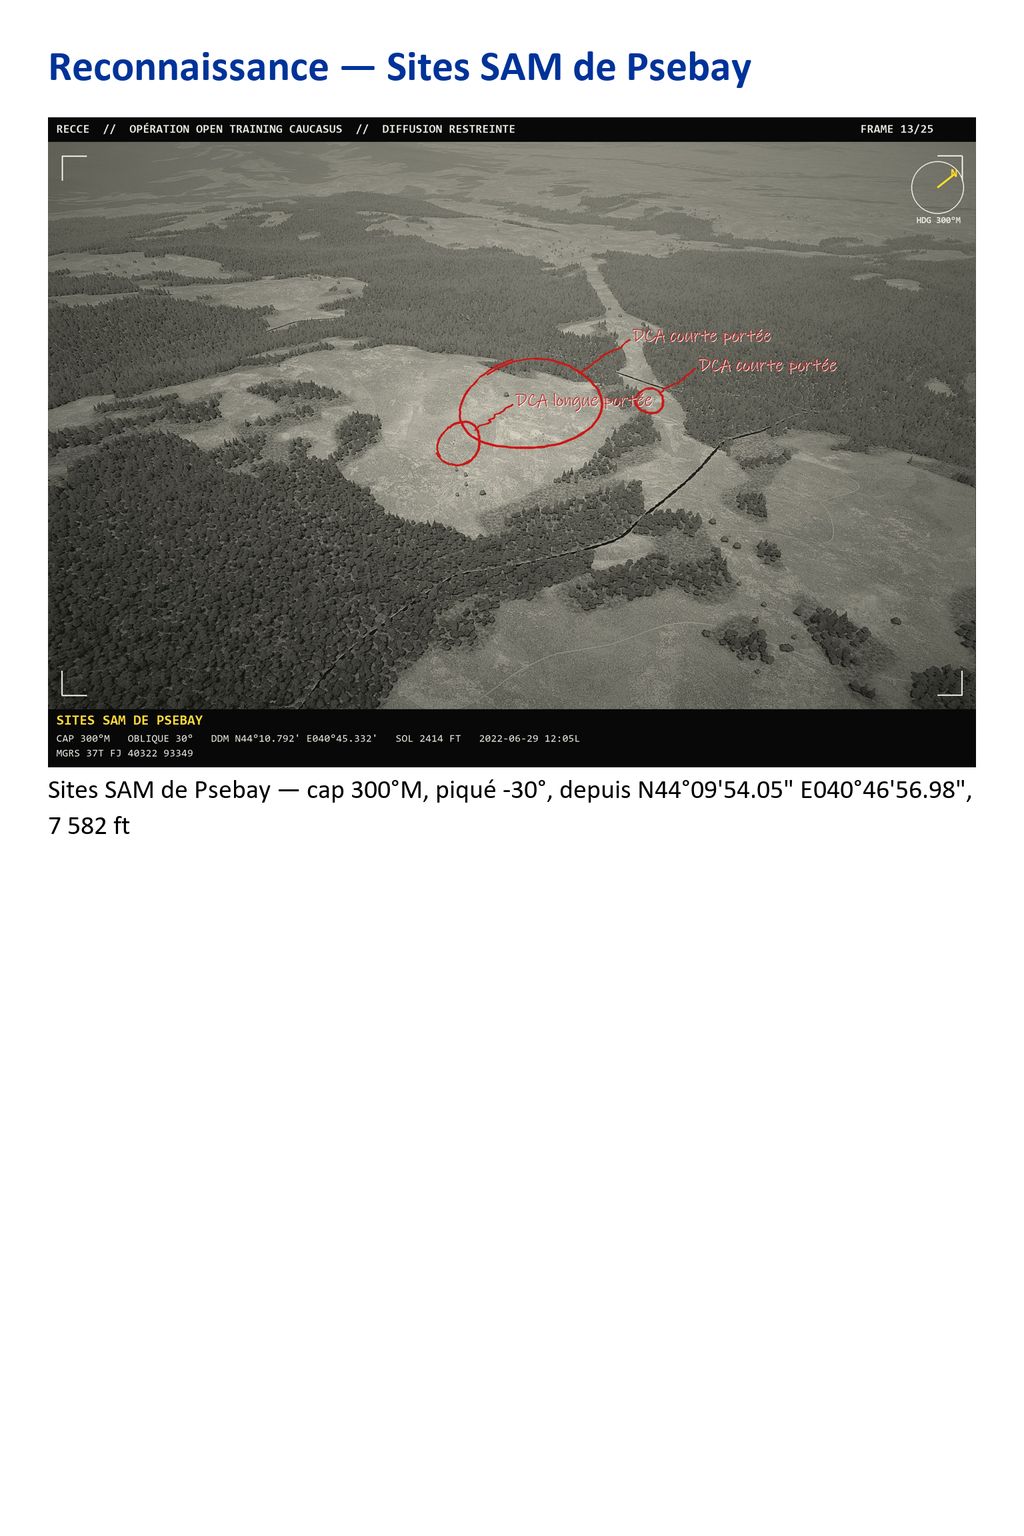 Reconnaissance — Sites SAM de Psebay
RECCE // OPÉRATION OPEN TRAINING CAUCASUS // DIFFUSION RESTREINTE FRAME 13/25
N
HDG 300°M
DCA courte portée
DCA courte portée
DCA longue portée
SITES SAM DE PSEBAY
CAP 300°M OBLIQUE 30° DDM N44°10.792' E040°45.332' SOL 2414 FT 2022-06-29 12:05L
MGRS 37T FJ 40322 93349
Sites SAM de Psebay — cap 300°M, piqué -30°, depuis N44°09'54.05" E040°46'56.98",
7 582 ft